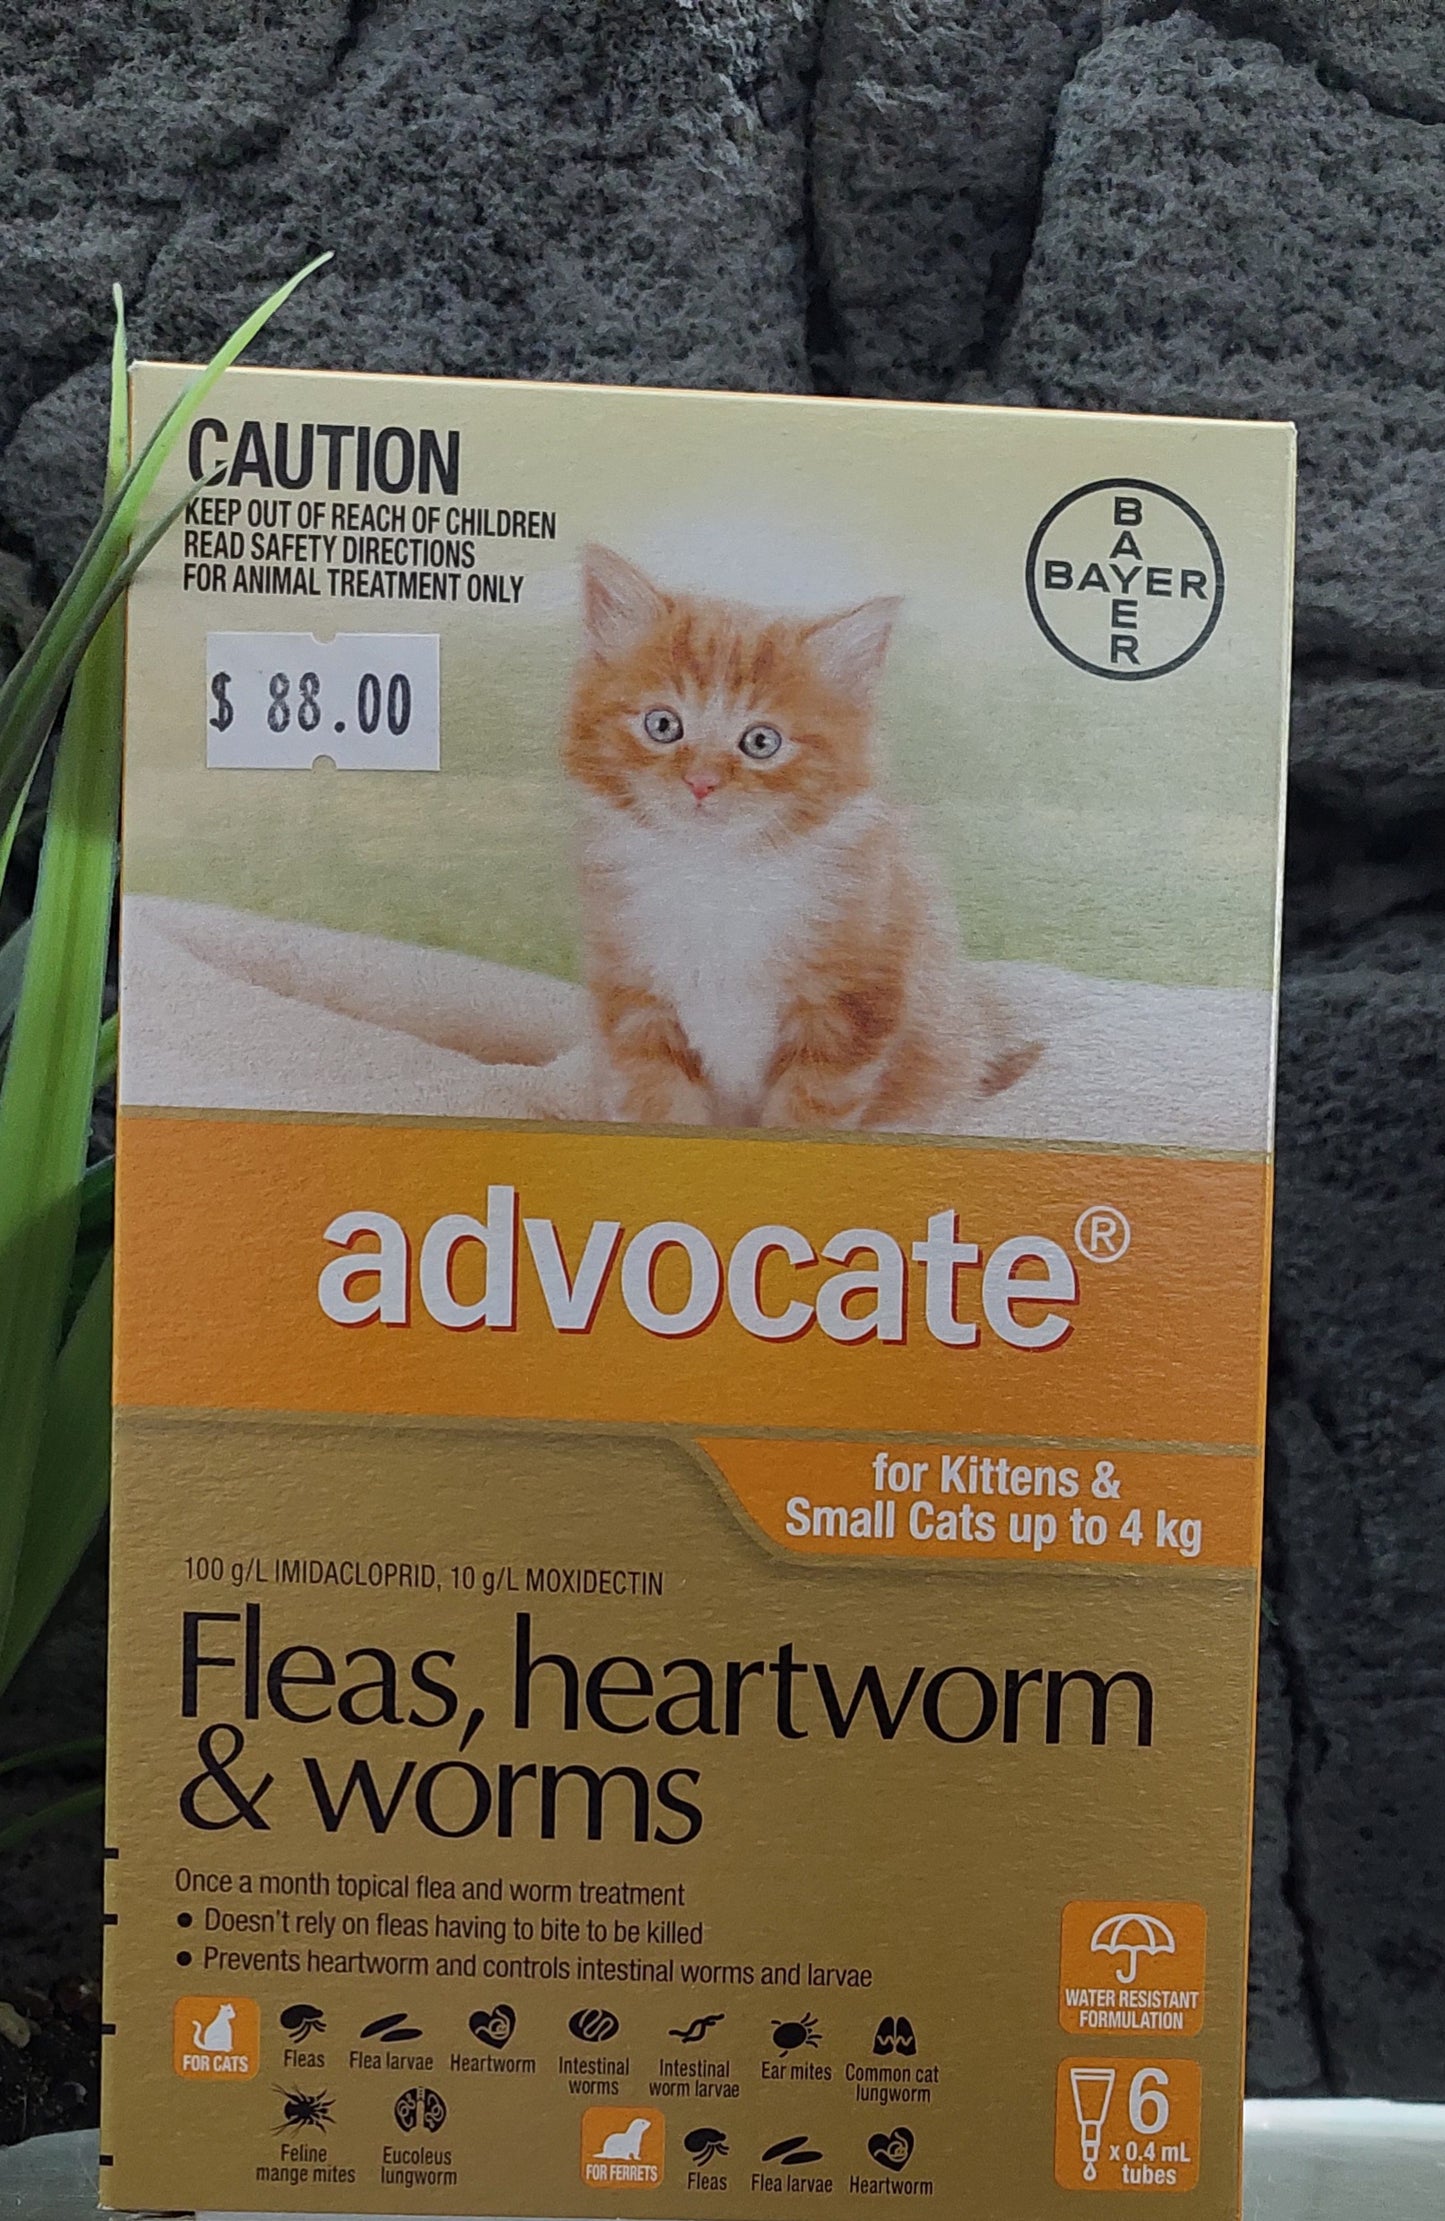 CAUTION
KEEP OUT OF REACH OF CHILDREN
READ SAFETY DIRECTIONS
FOR ANIMAL TREATMENT ONLY
$ 88.00
BAYER
BAYER
advocate®
for Kittens &
Small Cats up to 4 kg
100 g/L IMIDACLOPRID, 10 g/L MOXIDECTIN
Fleas, heartworm
& worms
Once a month topical flea and worm treatment
• Doesn't rely on fleas having to bite to be killed
• Prevents heartworm and controls intestinal worms and larvae
WATER RESISTANT
FORMULATION
FOR CATS
Fleas
Flea larvae
Heartworm
Intestinal
worms
Intestinal
worm larvae
Ear mites
Common cat
lungworm
Feline
mange mites
Eucoleus
lungworm
FOR FERRETS
Fleas
Flea larvae
Heartworm
6
x 0.4 mL
tubes